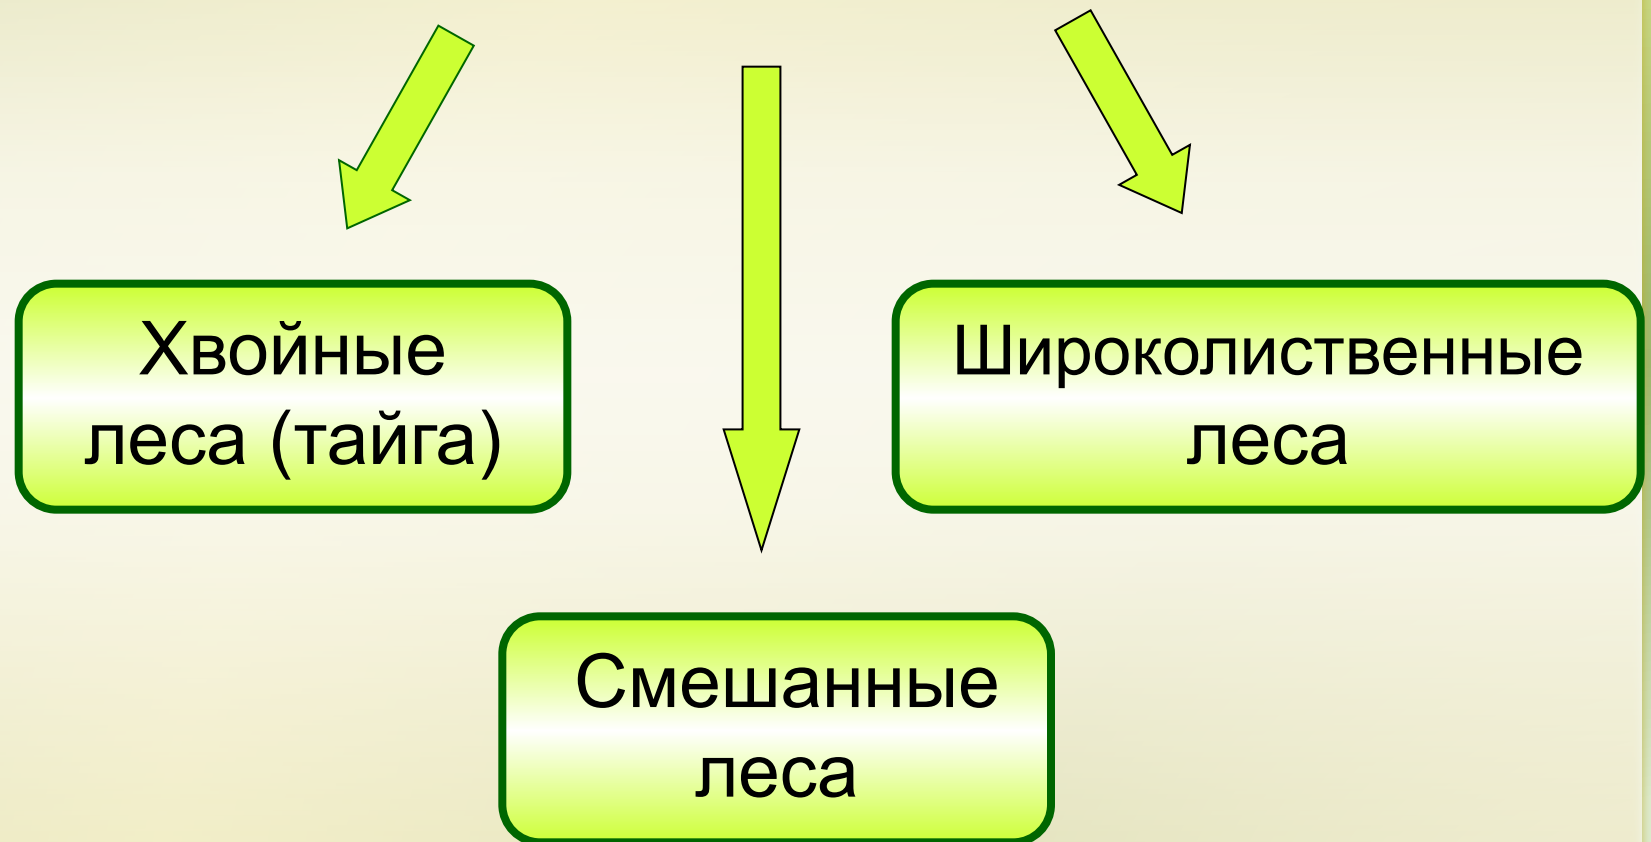 Хвойные
леса (тайга)
Широколиственные
леса
Смешанные
леса